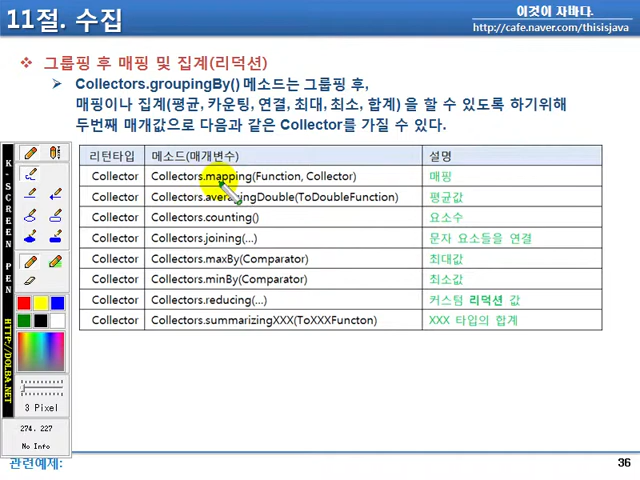 11절. 수집
이것이 자바다.
http://cafe.naver.com/thisisjava
그룹핑 후 매핑 및 집계(리덕션)
Collectors.groupingBy() 메소드는 그룹핑 후,
매핑이나 집계(평균, 카운팅, 연결, 최대, 최소, 합계) 을 할 수 있도록 하기위해
두번째 매개값으로 다음과 같은 Collector를 가질 수 있다.
리턴타입 메소드(매개변수) 설명
Collector Collectors.mapping(Function, Collector) 매핑
Collector Collectors.averagingDouble(ToDoubleFunction) 평균값
Collector Collectors.counting() 요소수
Collector Collectors.joining(...) 문자 요소들을 연결
Collector Collectors.maxBy(Comparator) 최대값
Collector Collectors.minBy(Comparator) 최소값
Collector Collectors.reducing(...) 커스텀 리덕션 값
Collector Collectors.summarizingXXX(ToXXXFuncton) XXX 타입의 합계
K-SCREEN PEN
HTTP://DOLBA.NET
3 Pixel
274, 227
No Info
관련예제:
36